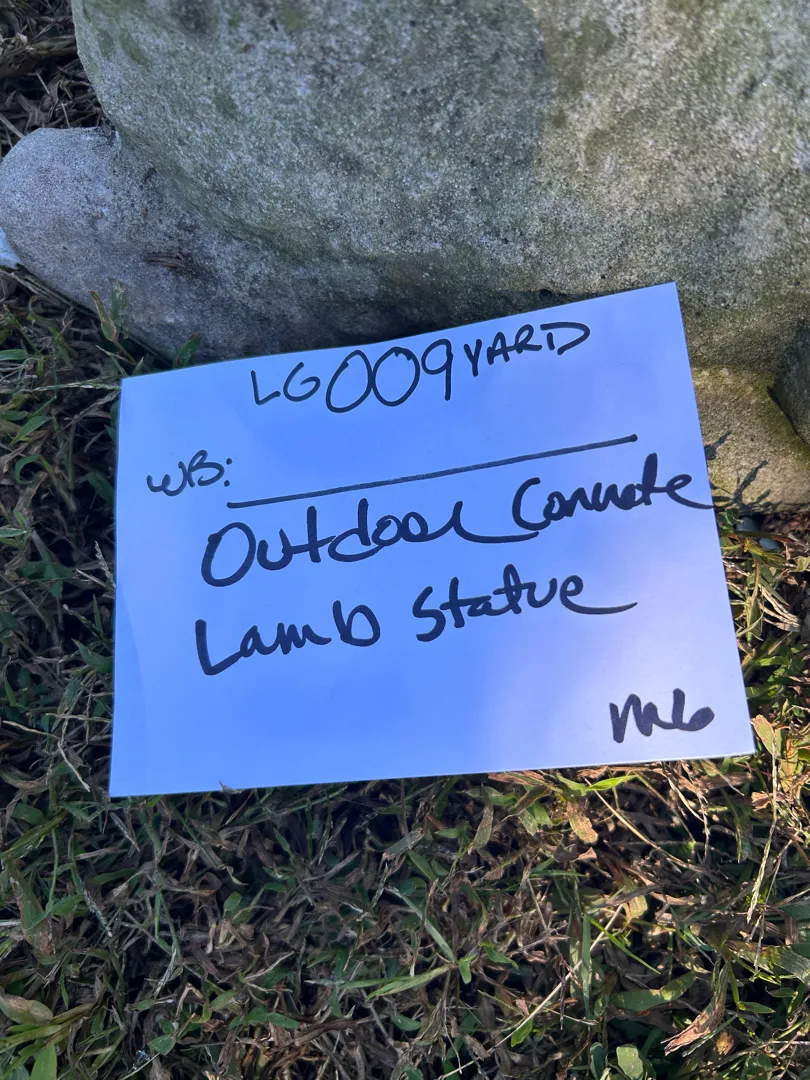 LG009YARD
WB:
Outdoor Concrete
Lamb Statue
MG